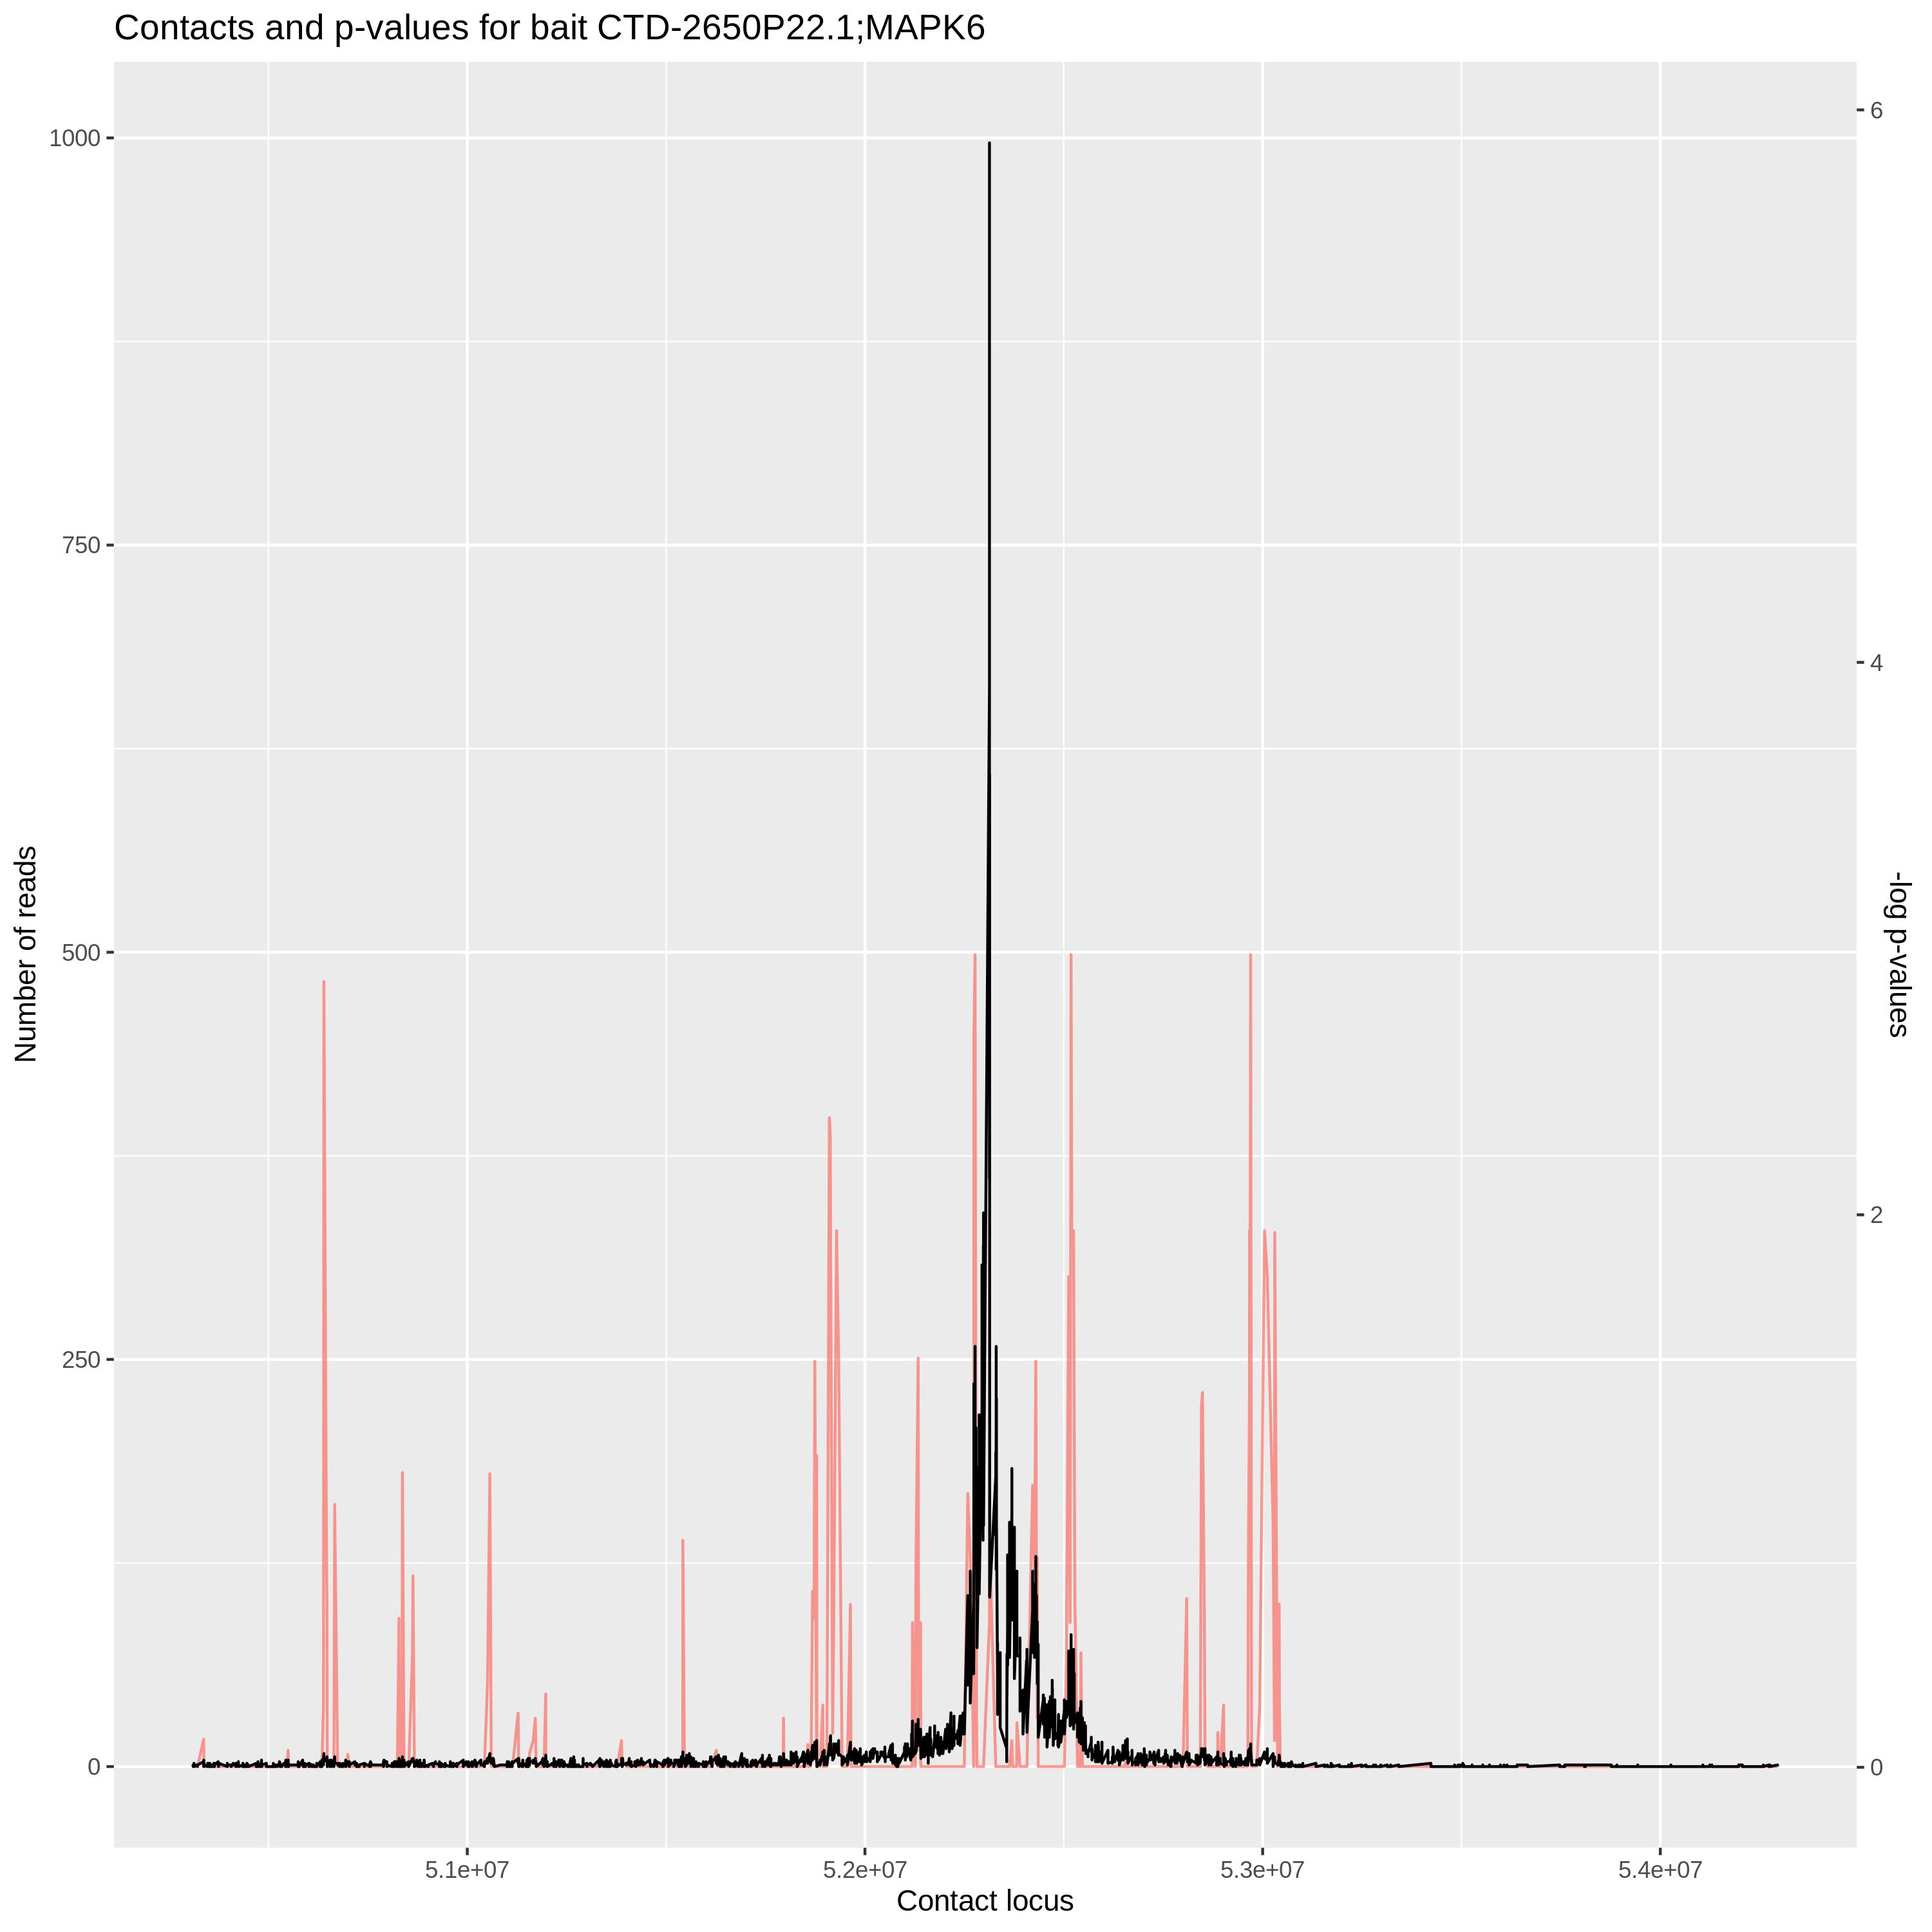 Contacts and p-values for bait CTD-2650P22.1;MAPK6
1000
750
500
250
0
Number of reads
6
4
2
0
-log p-values
5.1e+07
5.2e+07
5.3e+07
5.4e+07
Contact locus